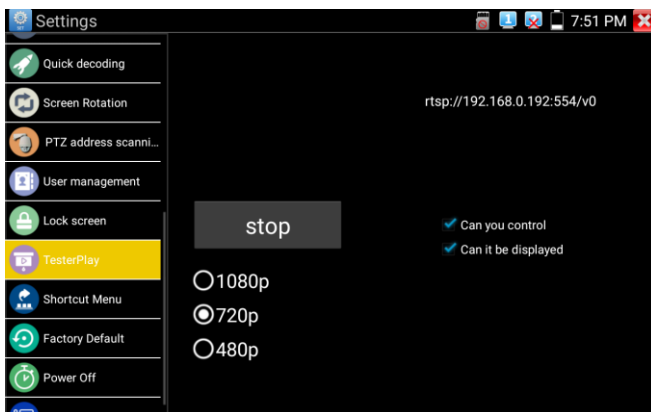 Settings
1
7:51 PM
Quick decoding
Screen Rotation
PTZ address scanni...
User management
Lock screen
TesterPlay
Shortcut Menu
Factory Default
Power Off
rtsp://192.168.0.192:554/v0
stop
Can you control
Can it be displayed
1080p
720p
480p